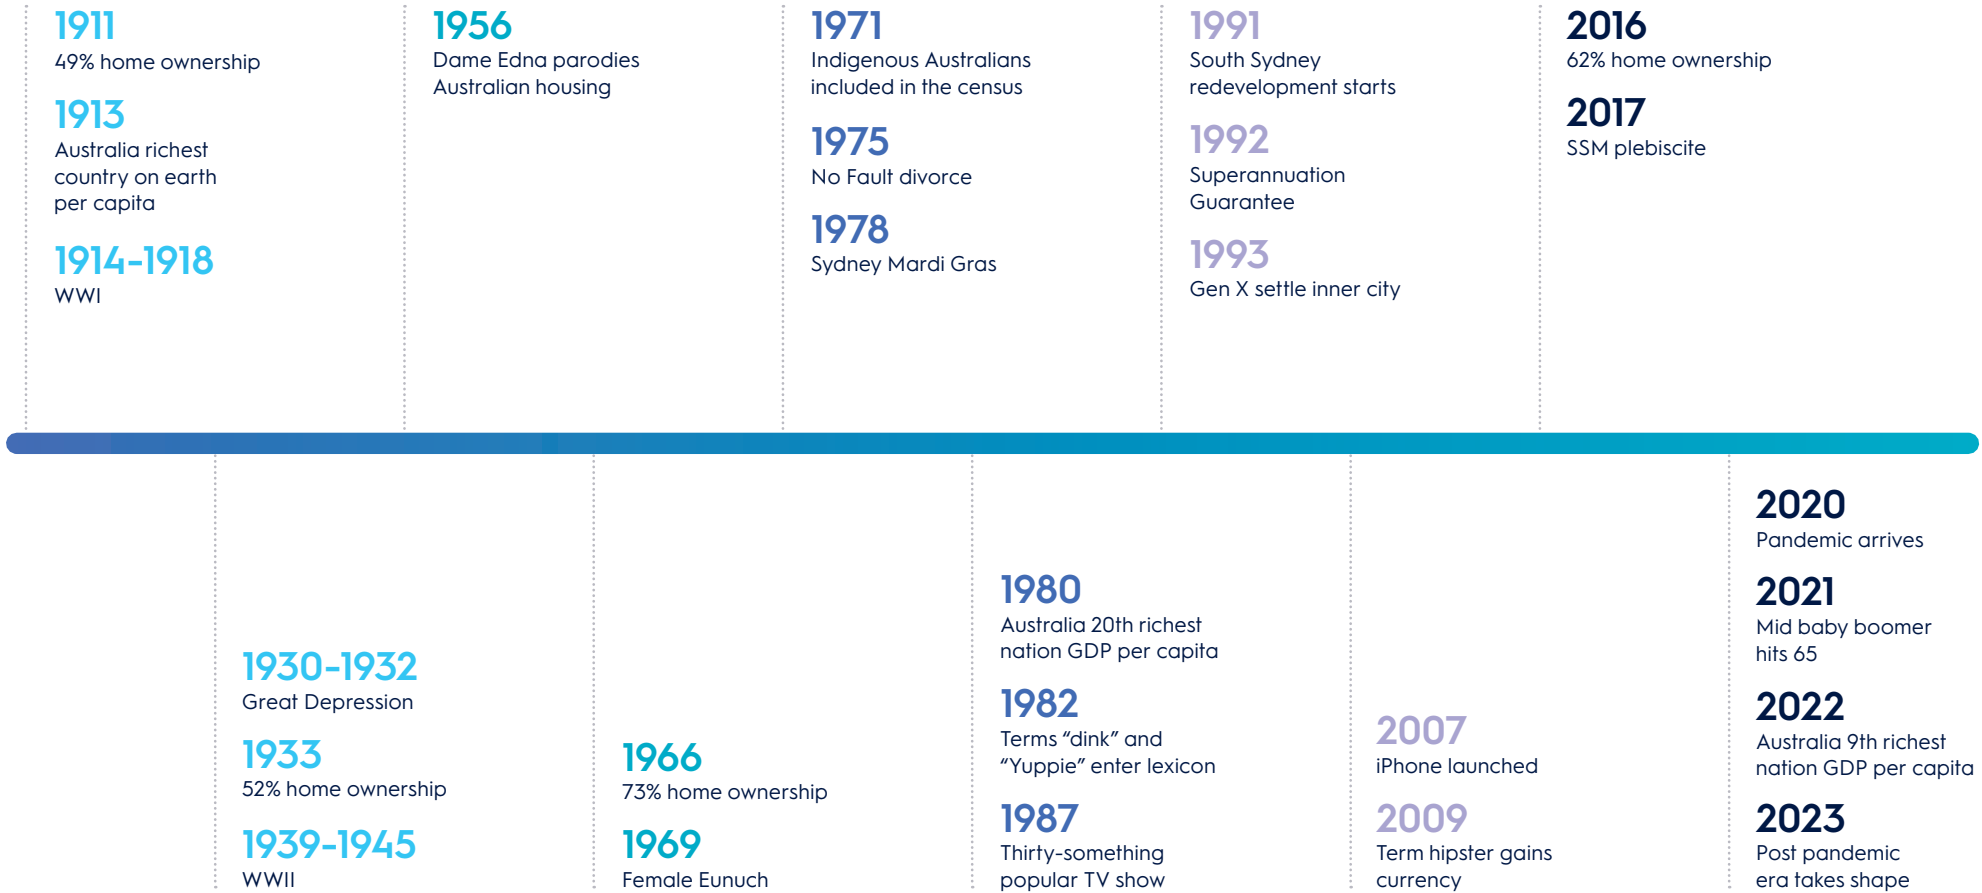 1911
49% home ownership
1913
Australia richest
country on earth
per capita
1914-1918
WWI
1956
Dame Edna parodies
Australian housing
1971
Indigenous Australians
included in the census
1975
No Fault divorce
1978
Sydney Mardi Gras
1991
South Sydney
redevelopment starts
1992
Superannuation
Guarantee
1993
Gen X settle inner city
2016
62% home ownership
2017
SSM plebiscite
1930-1932
Great Depression
1933
52% home ownership
1939-1945
WWII
1966
73% home ownership
1969
Female Eunuch
1980
Australia 20th richest
nation GDP per capita
1982
Terms “dink” and
“Yuppie” enter lexicon
1987
Thirty-something
popular TV show
2007
iPhone launched
2009
Term hipster gains
currency
2020
Pandemic arrives
2021
Mid baby boomer
hits 65
2022
Australia 9th richest
nation GDP per capita
2023
Post pandemic
era takes shape